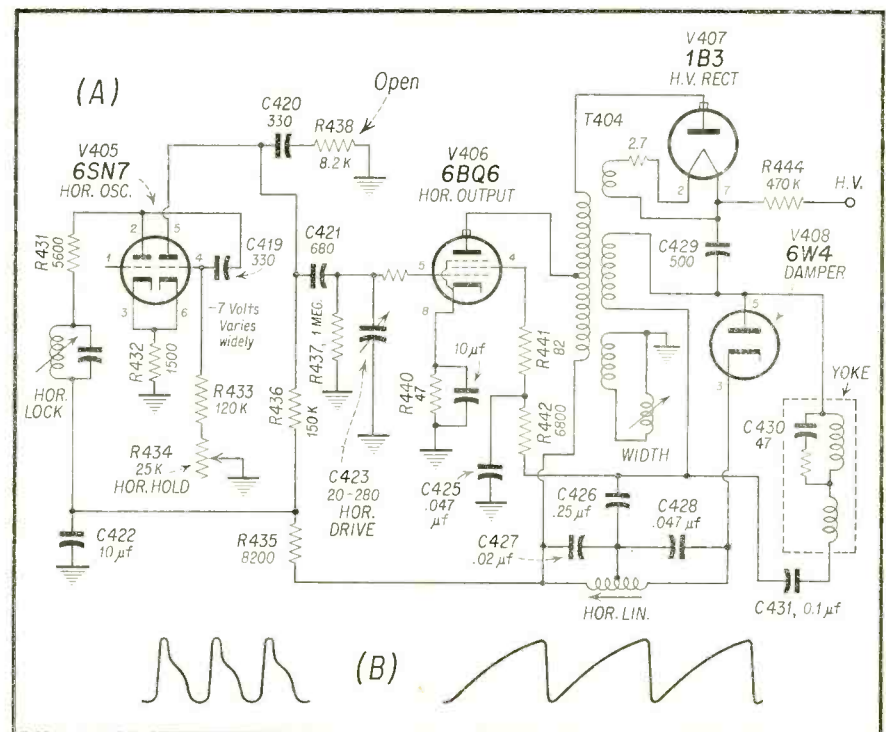 (A)
V405
6SN7
HOR. OSC.
C420
330
R438
8.2 K
Open
V406
6BQ6
HOR. OUTPUT
T404
V407
1B3
H.V. RECT
2.7
2
7
R444
470 K
H.V.
C429
500
V408
6W4
DAMPER
5
3
R431
5600
1
2
5
4
3
6
C419
330
-7 Volts
Varies
widely
C421
680
R437, 1 MEG.
5
4
8
10 µf
R440
47
R441
82
R442
6800
HOR.
LOCK
R432
1500
R433
120 K
R434
25 K
HOR. HOLD
R436
150 K
C423
20-280
HOR.
DRIVE
C425
.047
µf
WIDTH
YOKE
C430
47
C422
10 µf
R435
8200
C426
.25 µf
C427
.02 µf
C428
.047 µf
HOR. LIN.
C431, 0.1 µf
(B)